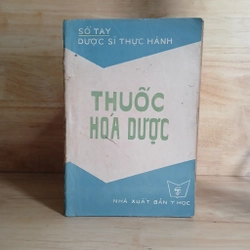 SỔ TAY
DƯỢC SĨ THỰC HÀNH
THUỐC
HÓA DƯỢC
NHÀ XUẤT BẢN Y HỌC